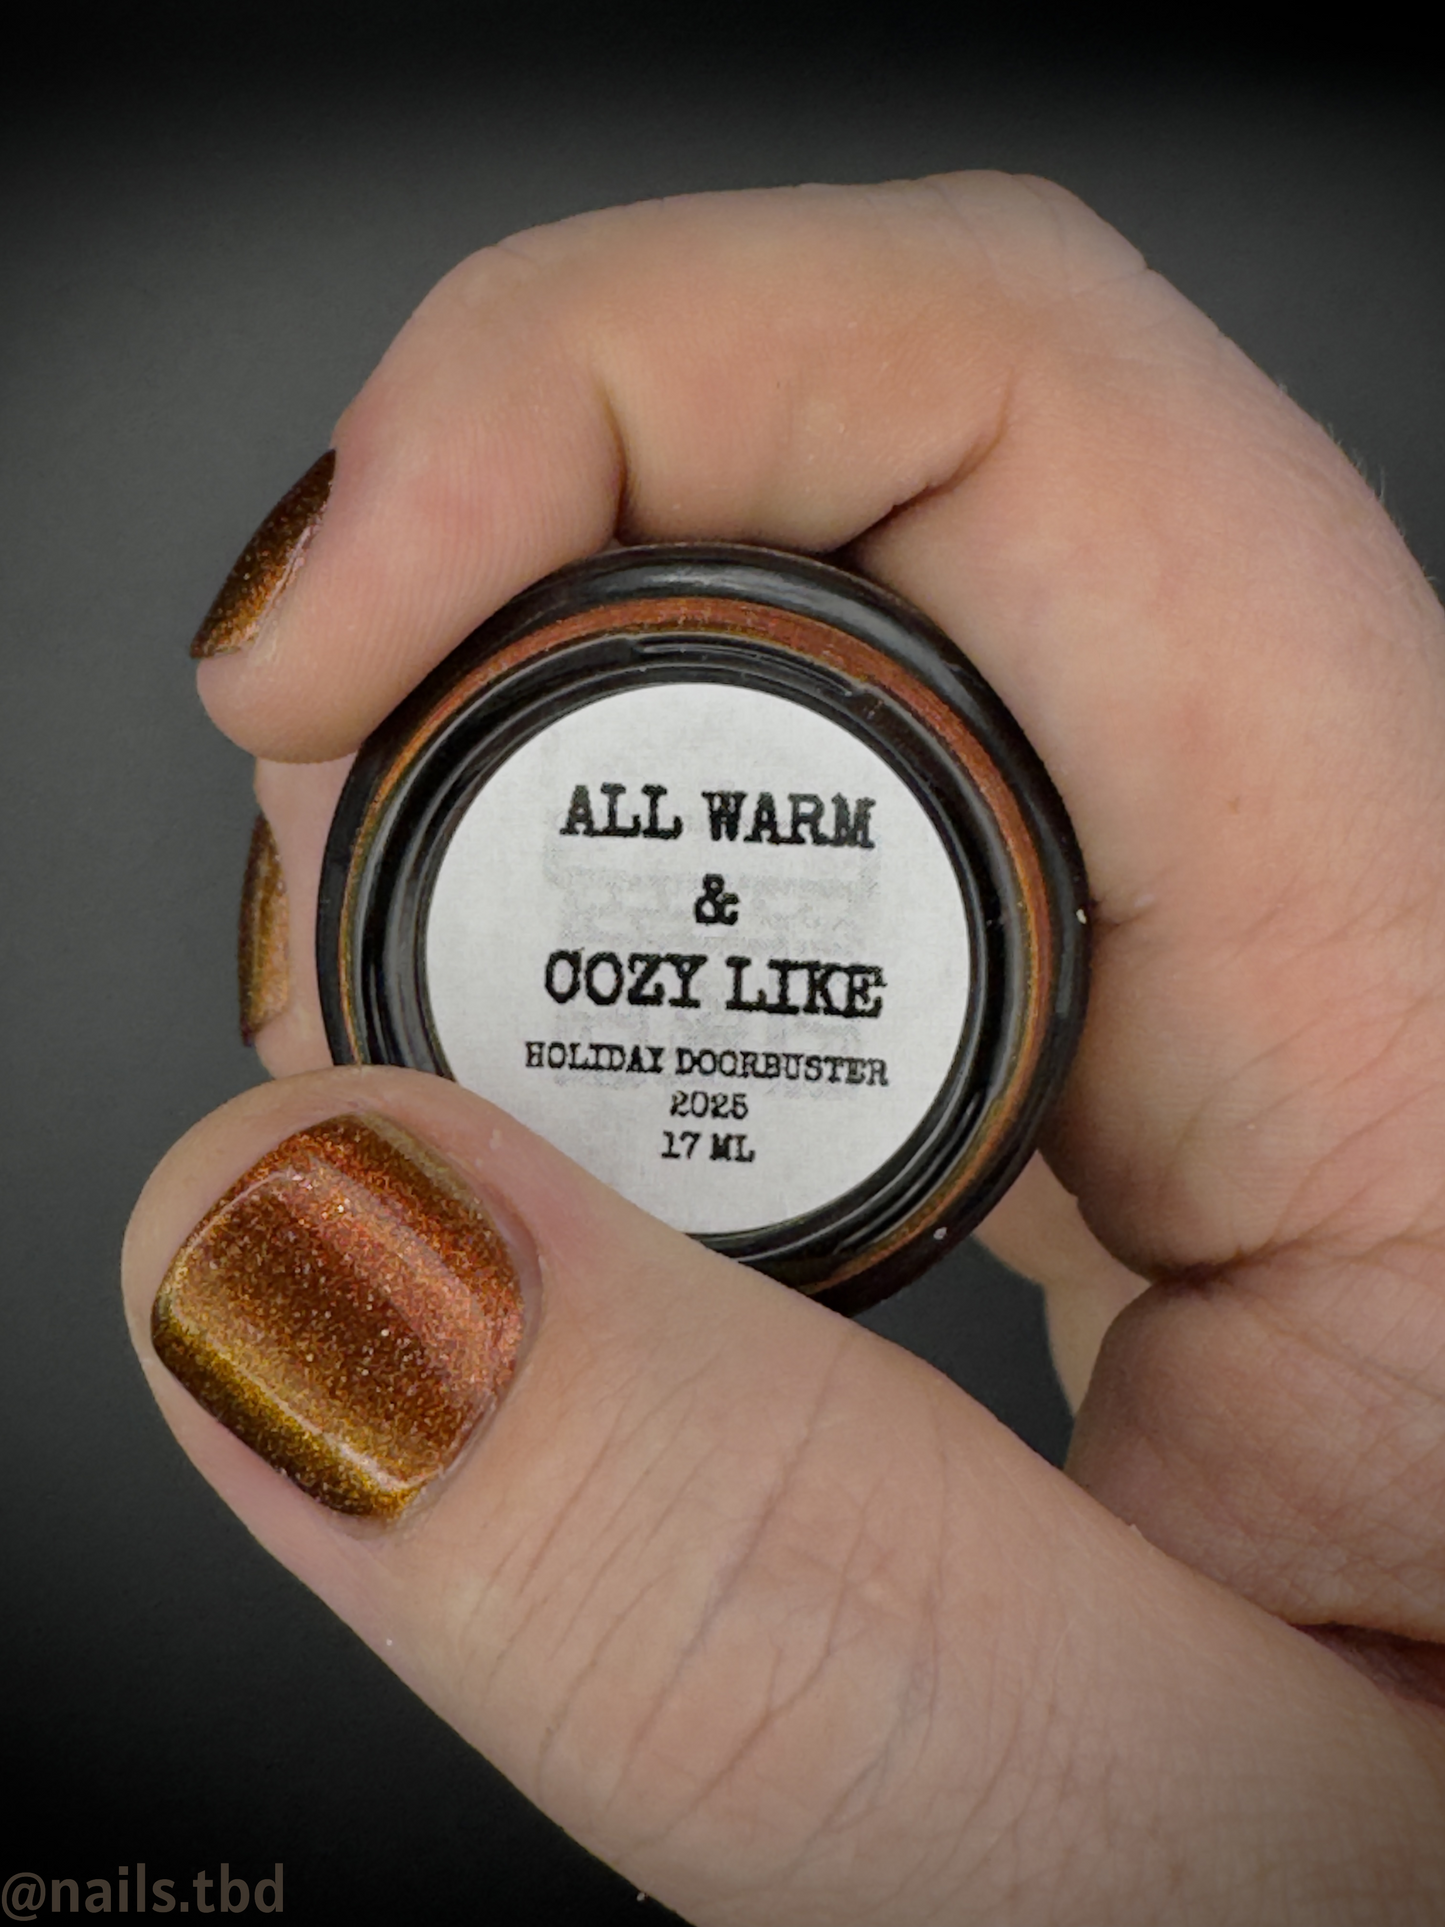 ALL WARM
&
COZY LIKE
HOLIDAY DOORBUSTER
2025
17 ML
@nails.tbd